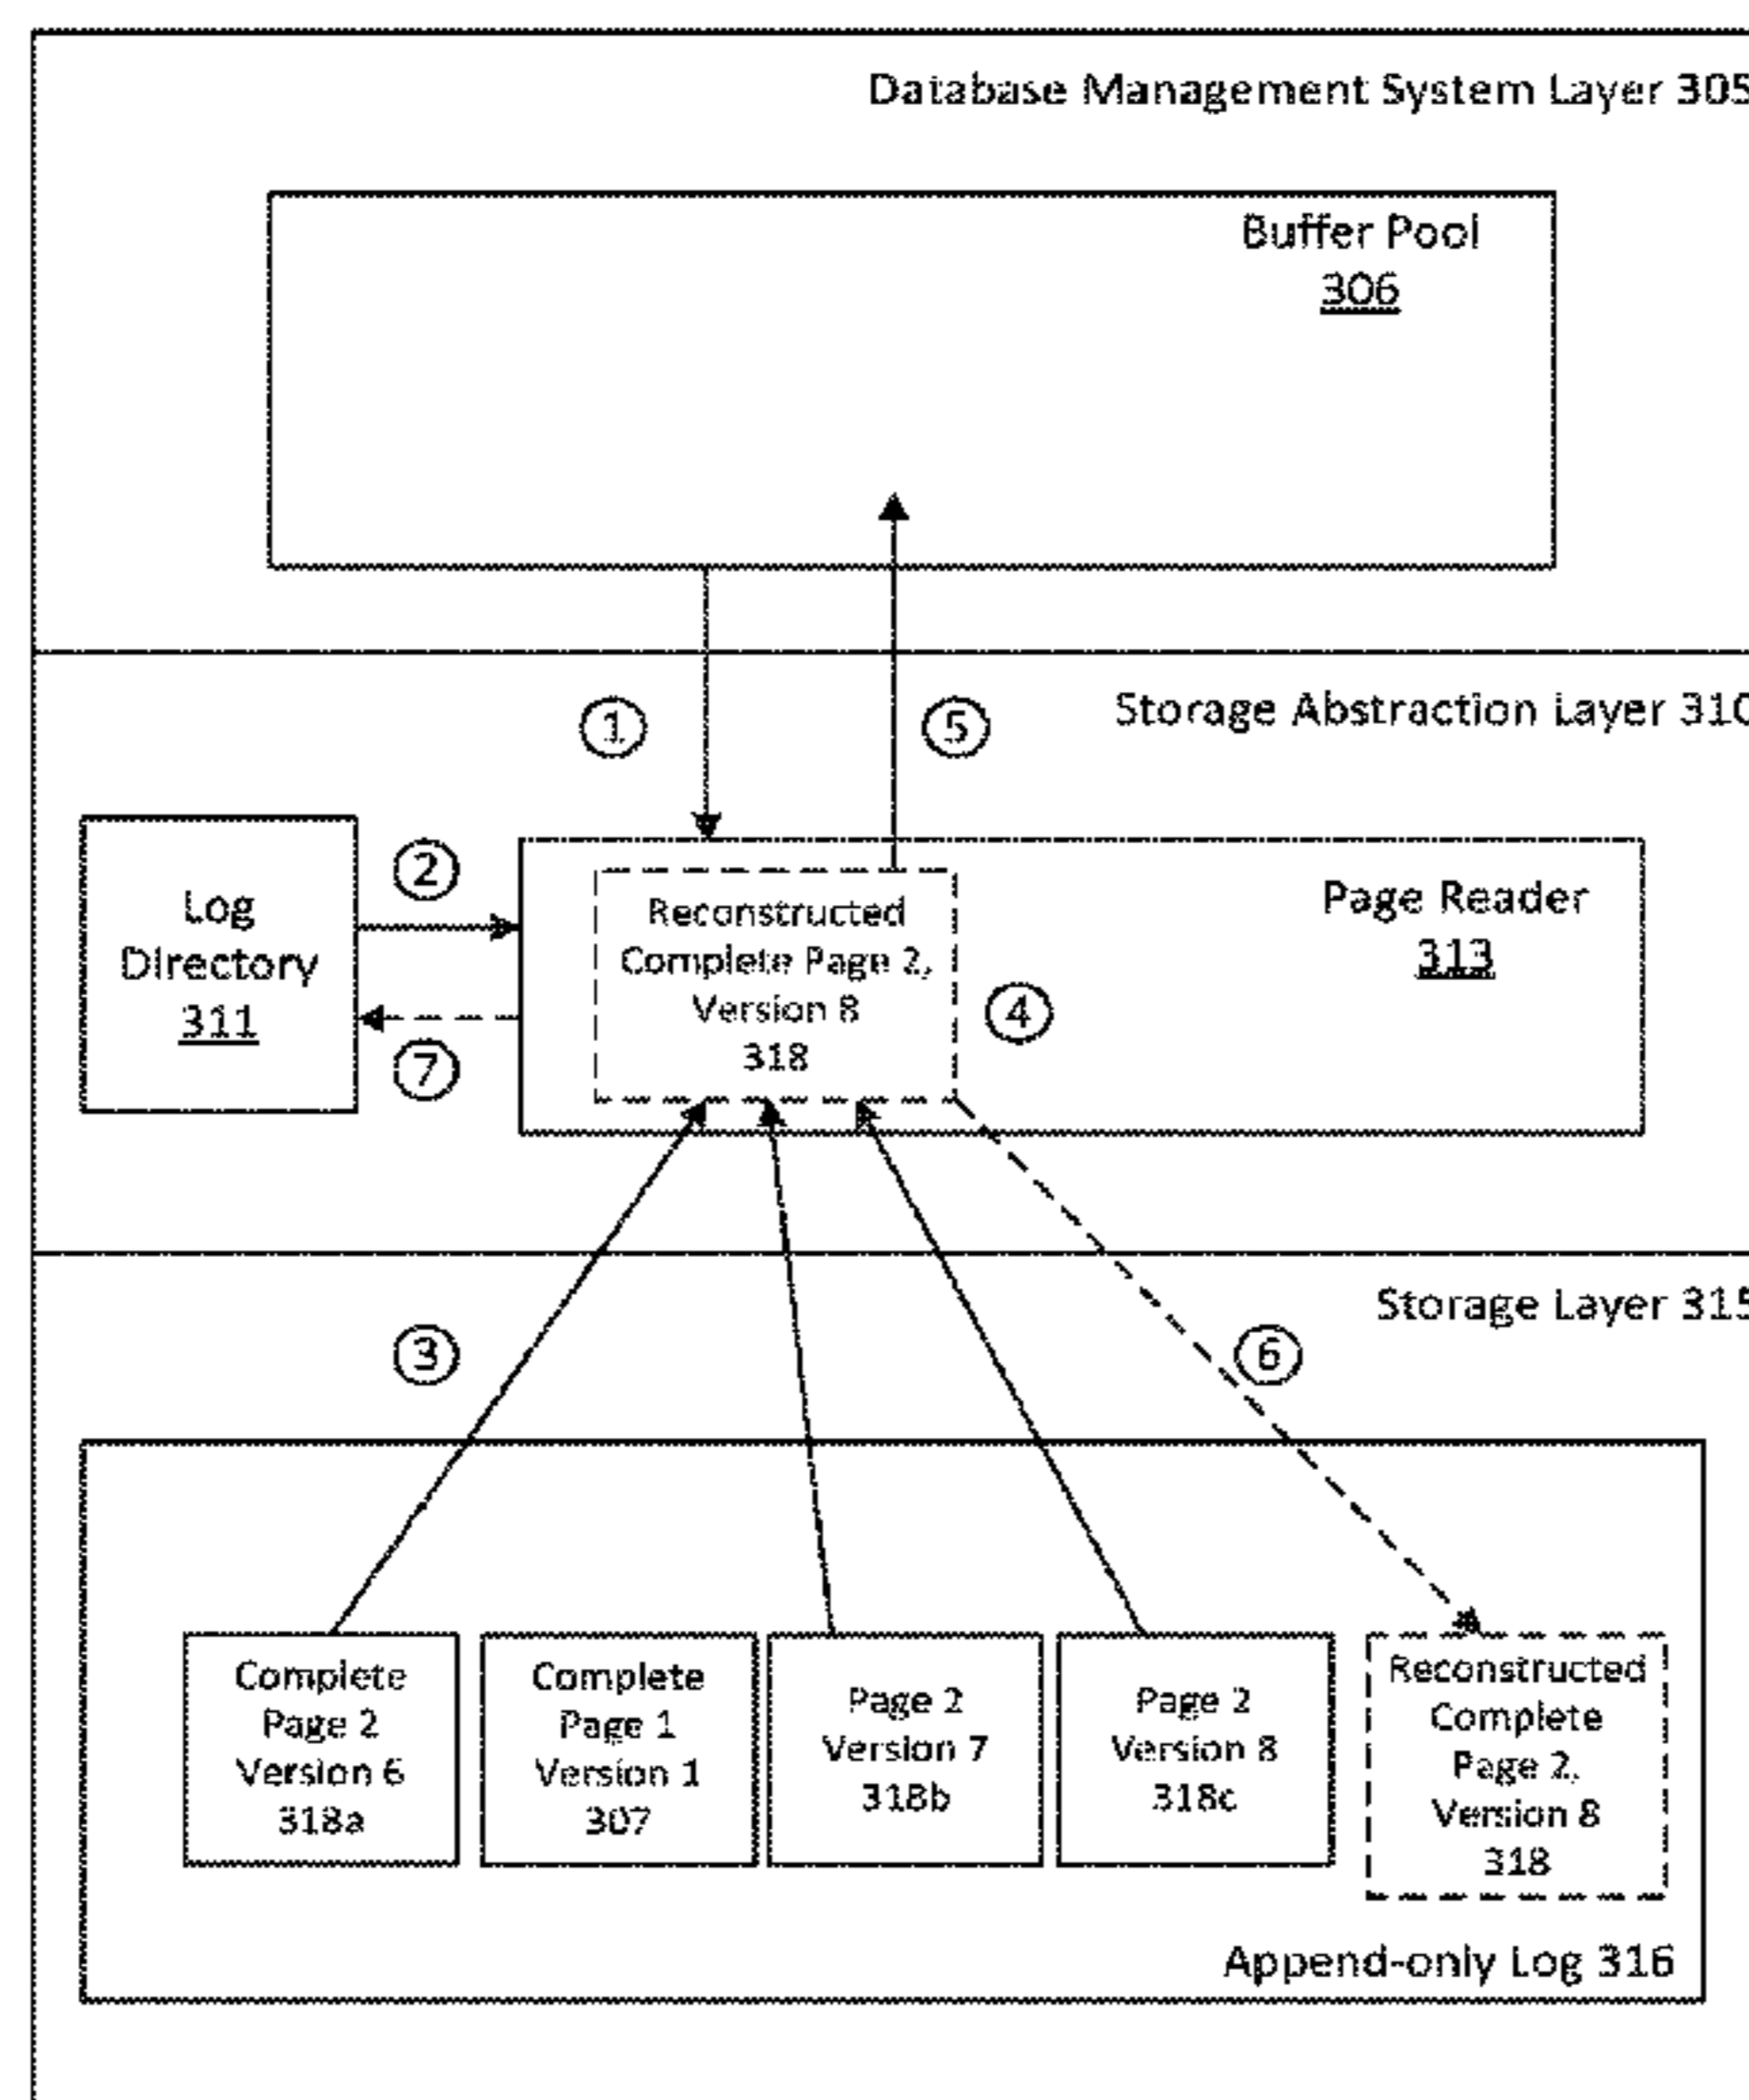 Database Management System Layer 305
Buffer Pool
306
Storage Abstraction Layer 310
1
5
2
Log
Directory
311
7
Reconstructed
Complete Page 2,
Version 8
318
4
Page Reader
313
Storage Layer 315
3
6
Complete
Page 2
Version 6
318a
Complete
Page 1
Version 1
307
Page 2
Version 7
318b
Page 2
Version 8
318c
Reconstructed
Complete
Page 2,
Version 8
318
Append-only Log 316